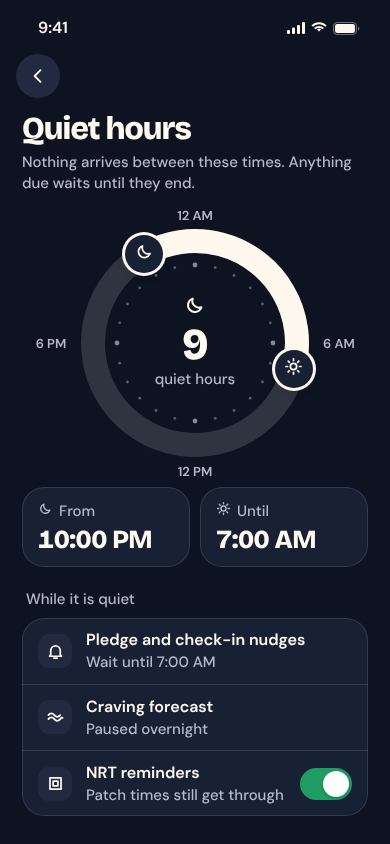 9:41
Quiet hours
Nothing arrives between these times. Anything
due waits until they end.
12 AM
6 PM
9
quiet hours
6 AM
12 PM
From
10:00 PM
Until
7:00 AM
While it is quiet
Pledge and check-in nudges
Wait until 7:00 AM
Craving forecast
Paused overnight
NRT reminders
Patch times still get through